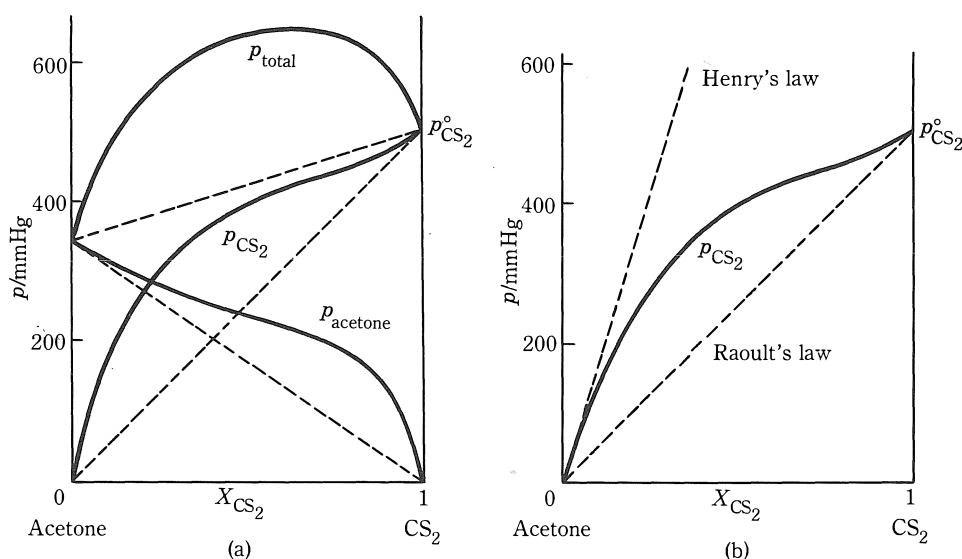 600
400
200
0
p/mmHg
p_total
p°_CS₂
p_CS₂
p_acetone
X_CS₂
1
Acetone
CS₂
(a)
600
400
200
0
p/mmHg
Henry's law
p°_CS₂
p_CS₂
Raoult's law
X_CS₂
1
Acetone
CS₂
(b)